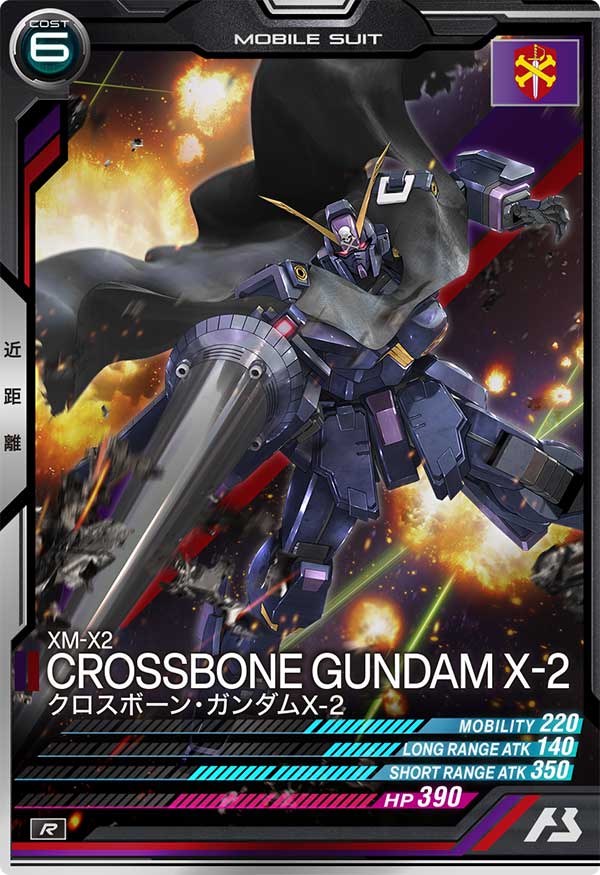 COST
6
MOBILE SUIT
近距離
XM-X2
CROSSBONE GUNDAM X-2
クロスボーン・ガンダムX-2
MOBILITY 220
LONG RANGE ATK 140
SHORT RANGE ATK 350
HP 390
R